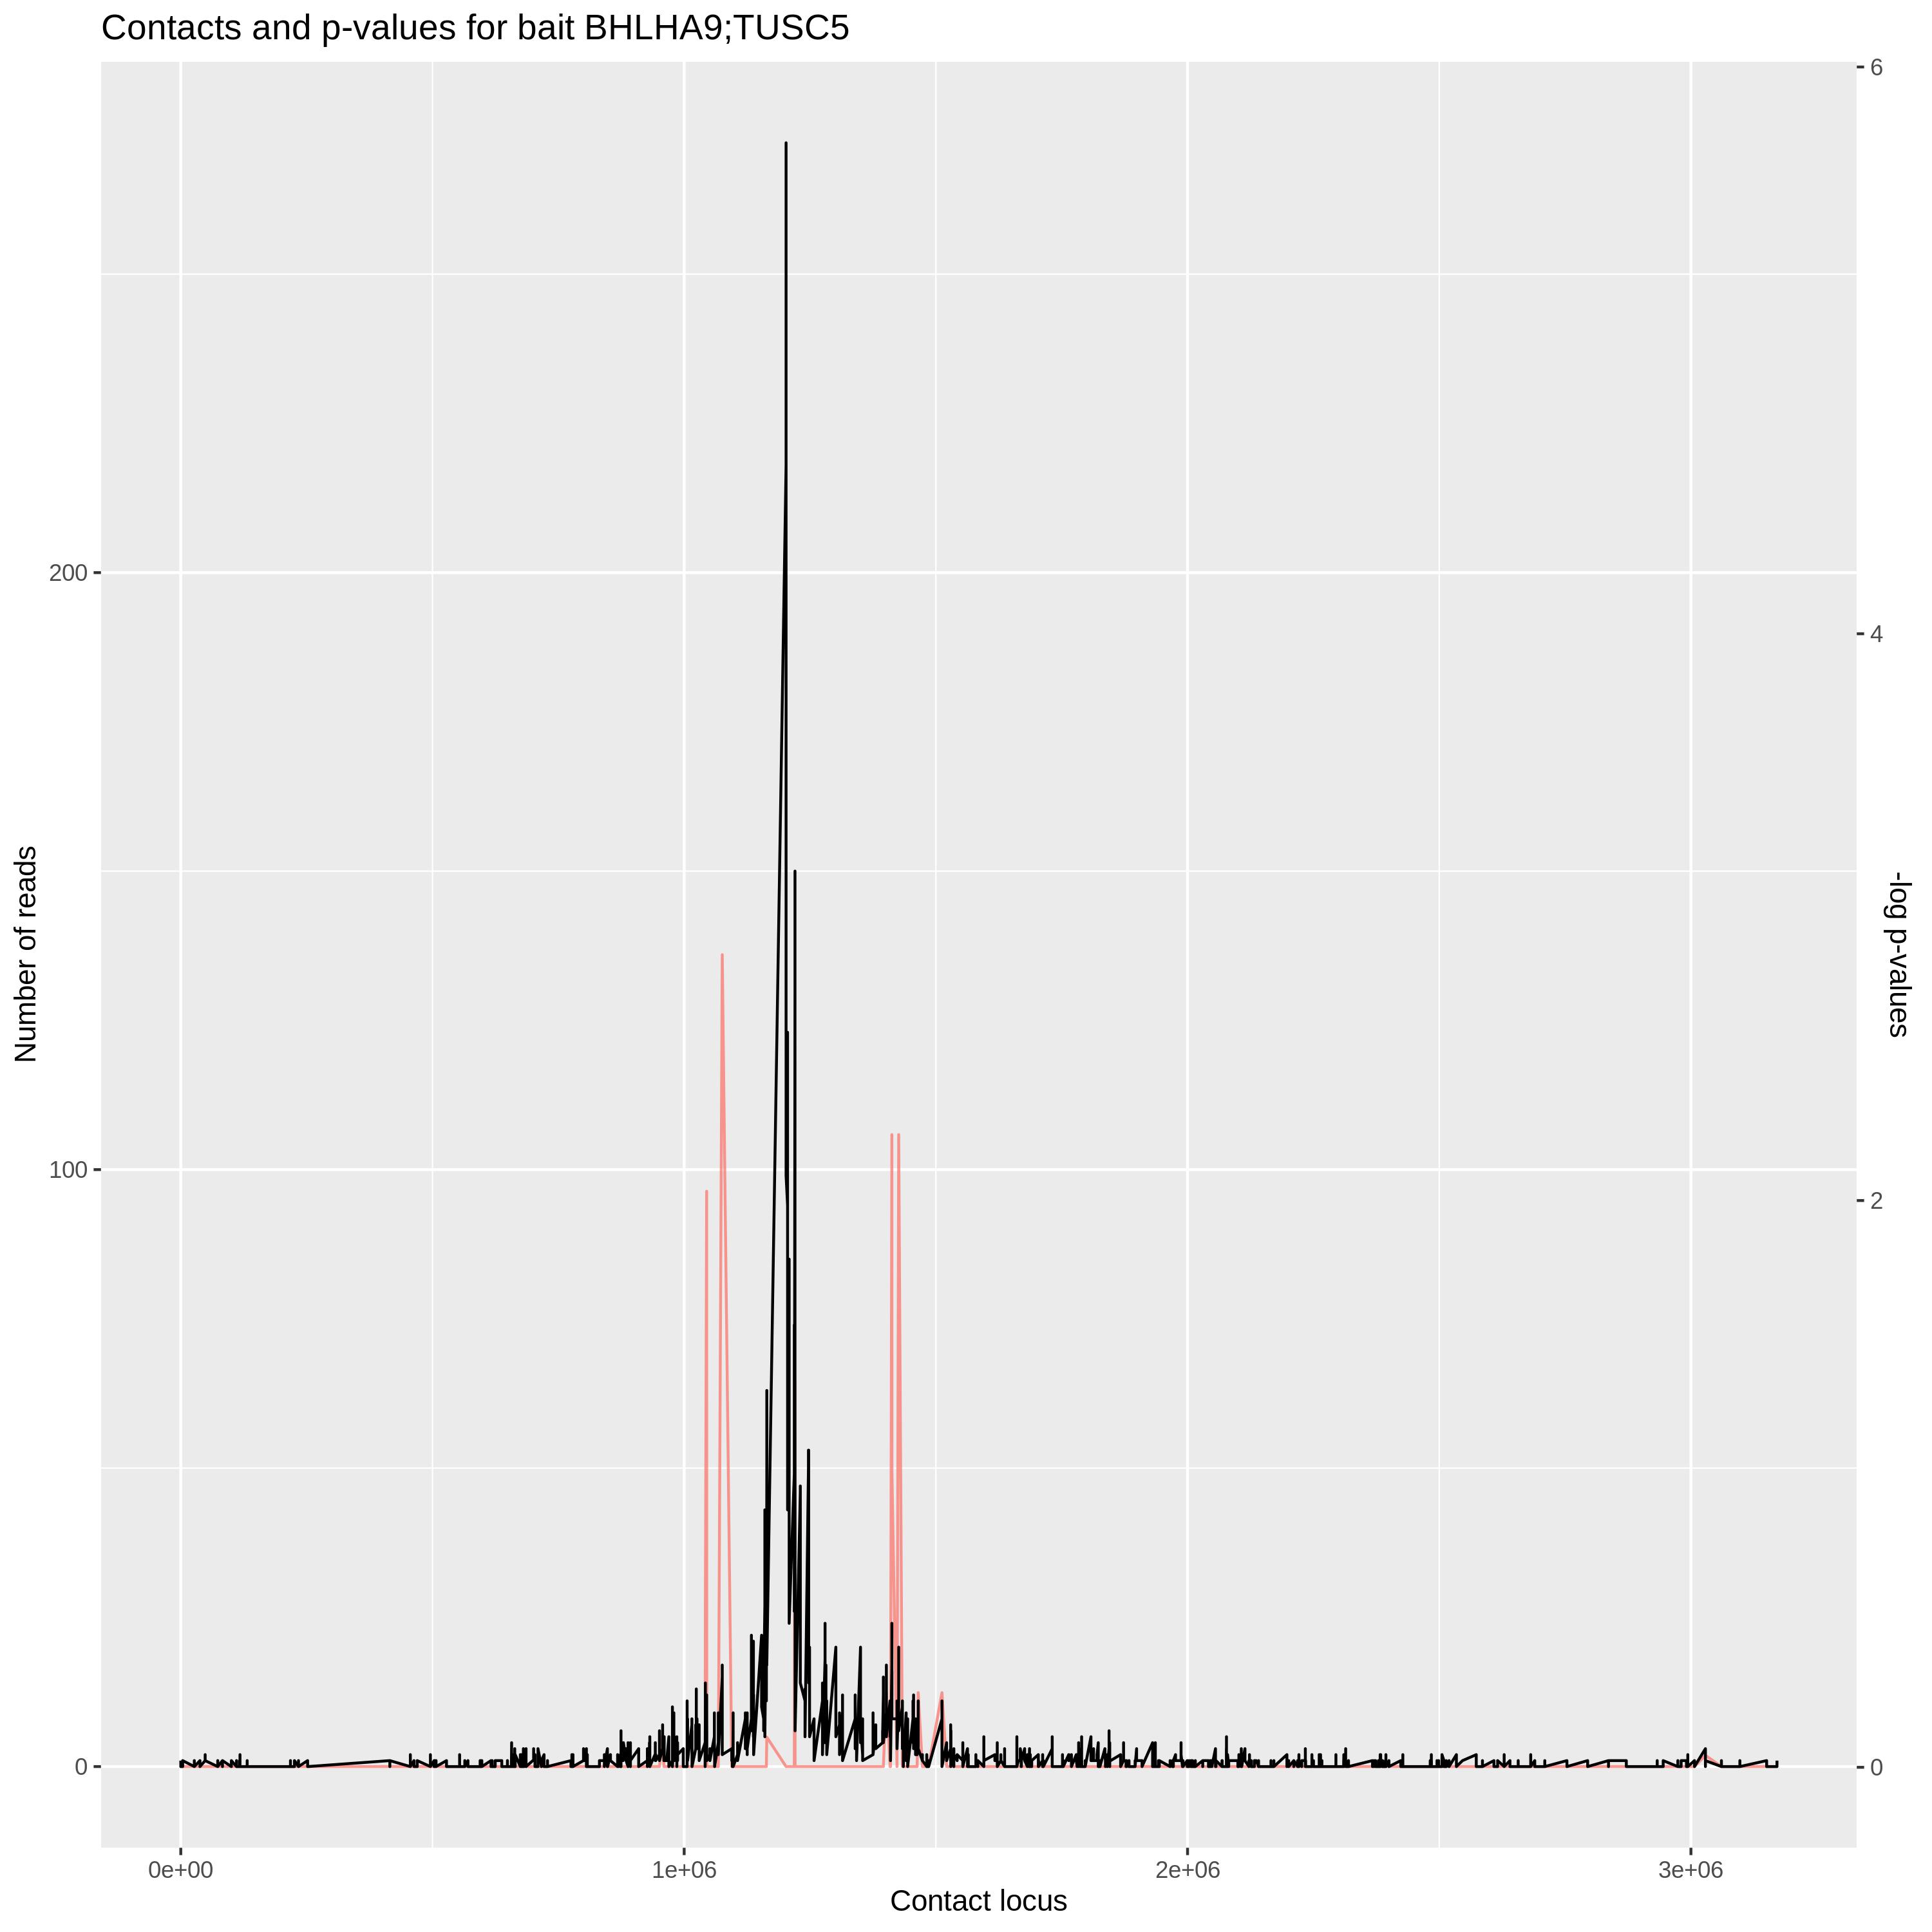 Contacts and p-values for bait BHLHA9;TUSC5
6
4
2
0
-log p-values
200
100
0
Number of reads
0e+00
1e+06
2e+06
3e+06
Contact locus